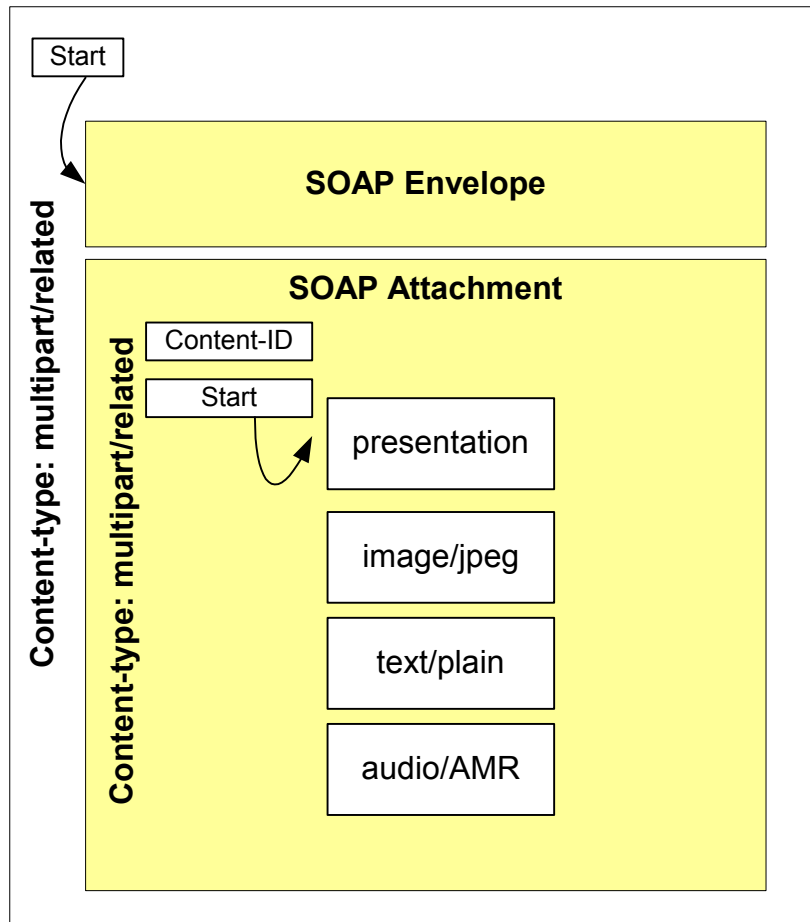 Start
SOAP Envelope
Content-type: multipart/related
SOAP Attachment
Content-type: multipart/related
Content-ID
Start
presentation
image/jpeg
text/plain
audio/AMR